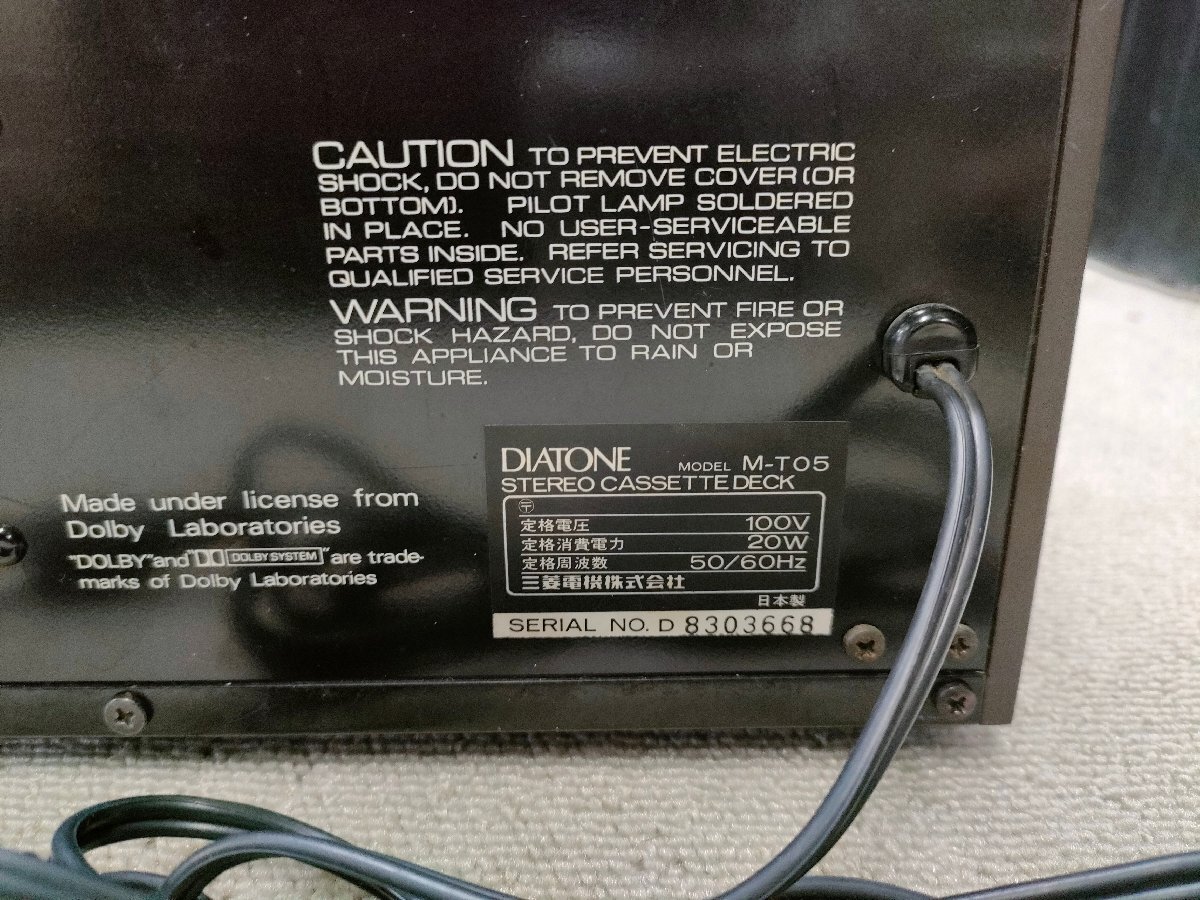 CAUTION TO PREVENT ELECTRIC
SHOCK, DO NOT REMOVE COVER (OR
BOTTOM). PILOT LAMP SOLDERED
IN PLACE. NO USER-SERVICEABLE
PARTS INSIDE. REFER SERVICING TO
QUALIFIED SERVICE PERSONNEL.
WARNING TO PREVENT FIRE OR
SHOCK HAZARD, DO NOT EXPOSE
THIS APPLIANCE TO RAIN OR
MOISTURE.
Made under license from
Dolby Laboratories
"DOLBY" and "DOLBY SYSTEM" are trade-
marks of Dolby Laboratories
DIATONE MODEL M-T05
STEREO CASSETTE DECK
〒
定格電圧 100V
定格消費電力 20W
定格周波数 50/60Hz
三菱電機株式会社
日本製
SERIAL NO. D 8303668